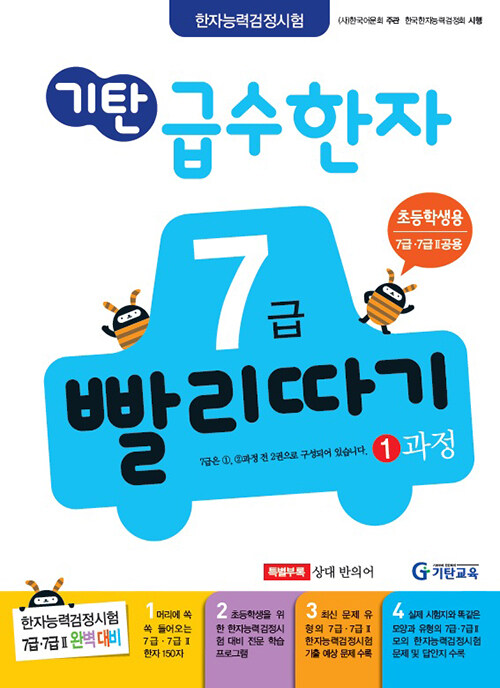 한자능력검정시험
(사)한국어문회 주관 한국한자능력검정회 시행
기탄 급수한자
초등학생용
7급·7급Ⅱ공용
7급
빨리따기
7급은 ①, ②과정 전 2권으로 구성되어 있습니다.
1과정
특별부록 상대 반의어
G 기탄교육
한자능력검정시험
7급·7급Ⅱ 완벽 대비
1 머리에 쏙
쏙 들어오는
7급·7급Ⅱ
한자 150자
2 초등학생을 위
한 한자능력검정시
험 대비 전문 학습
프로그램
3 최신 문제 유
형의 7급·7급Ⅱ
한자능력검정시험
기출 예상 문제 수록
4 실제 시험지와 똑같은
모양과 유형의 7급·7급Ⅱ
모의 한자능력검정시험
문제 및 답안지 수록